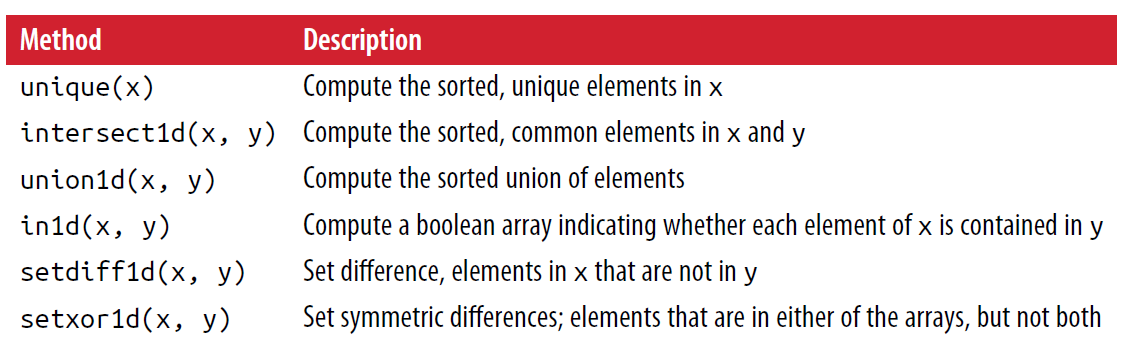 Method Description
unique(x) Compute the sorted, unique elements in x
intersect1d(x, y) Compute the sorted, common elements in x and y
union1d(x, y) Compute the sorted union of elements
in1d(x, y) Compute a boolean array indicating whether each element of x is contained in y
setdiff1d(x, y) Set difference, elements in x that are not in y
setxor1d(x, y) Set symmetric differences; elements that are in either of the arrays, but not both